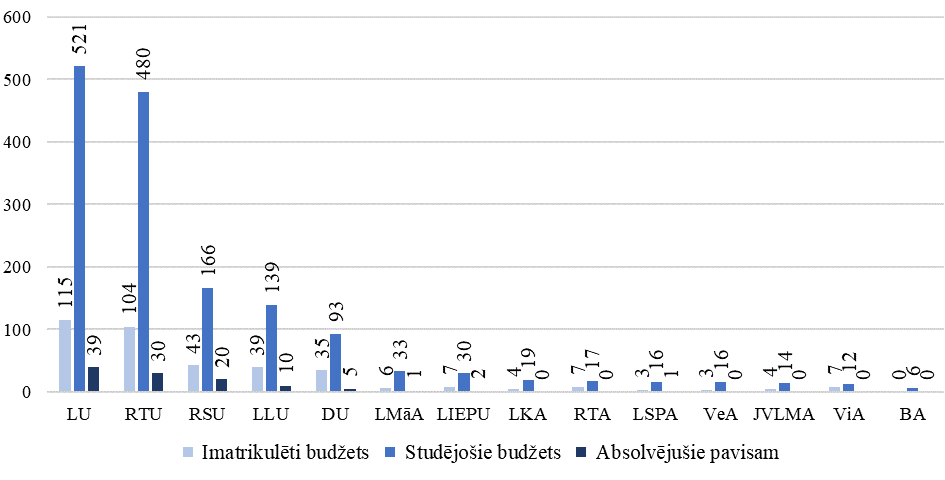 600
500
400
300
200
100
0
115 521 39
104 480 30
43 166 20
39 139 10
35 93 5
6 33 1
7 30 2
4 19 0
7 17 0
3 16 1
3 16 0
4 14 0
7 12 0
0 6 0
LU RTU RSU LLU DU LMāA LIEPU LKA RTA LSPA VeA JVLMA ViA BA
Imatrikulēti budžets Studējošie budžets Absolvējušie pavisam